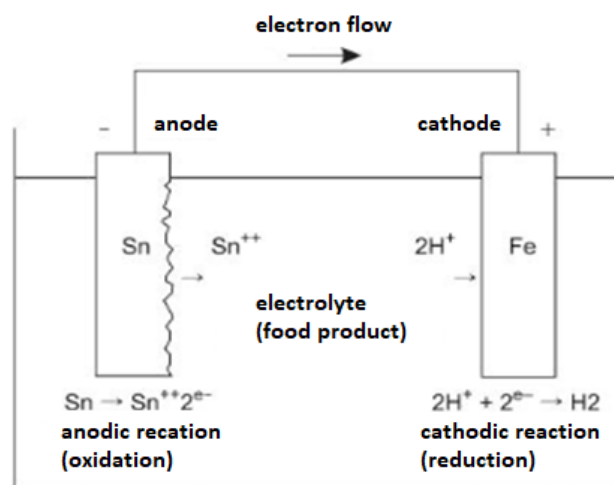 electron flow
- anode cathode +
Sn Sn⁺⁺ 2H⁺ Fe
→ →
electrolyte
(food product)
Sn → Sn⁺⁺2ᵉ⁻ 2H⁺ + 2ᵉ⁻ → H2
anodic recation cathodic reaction
(oxidation) (reduction)